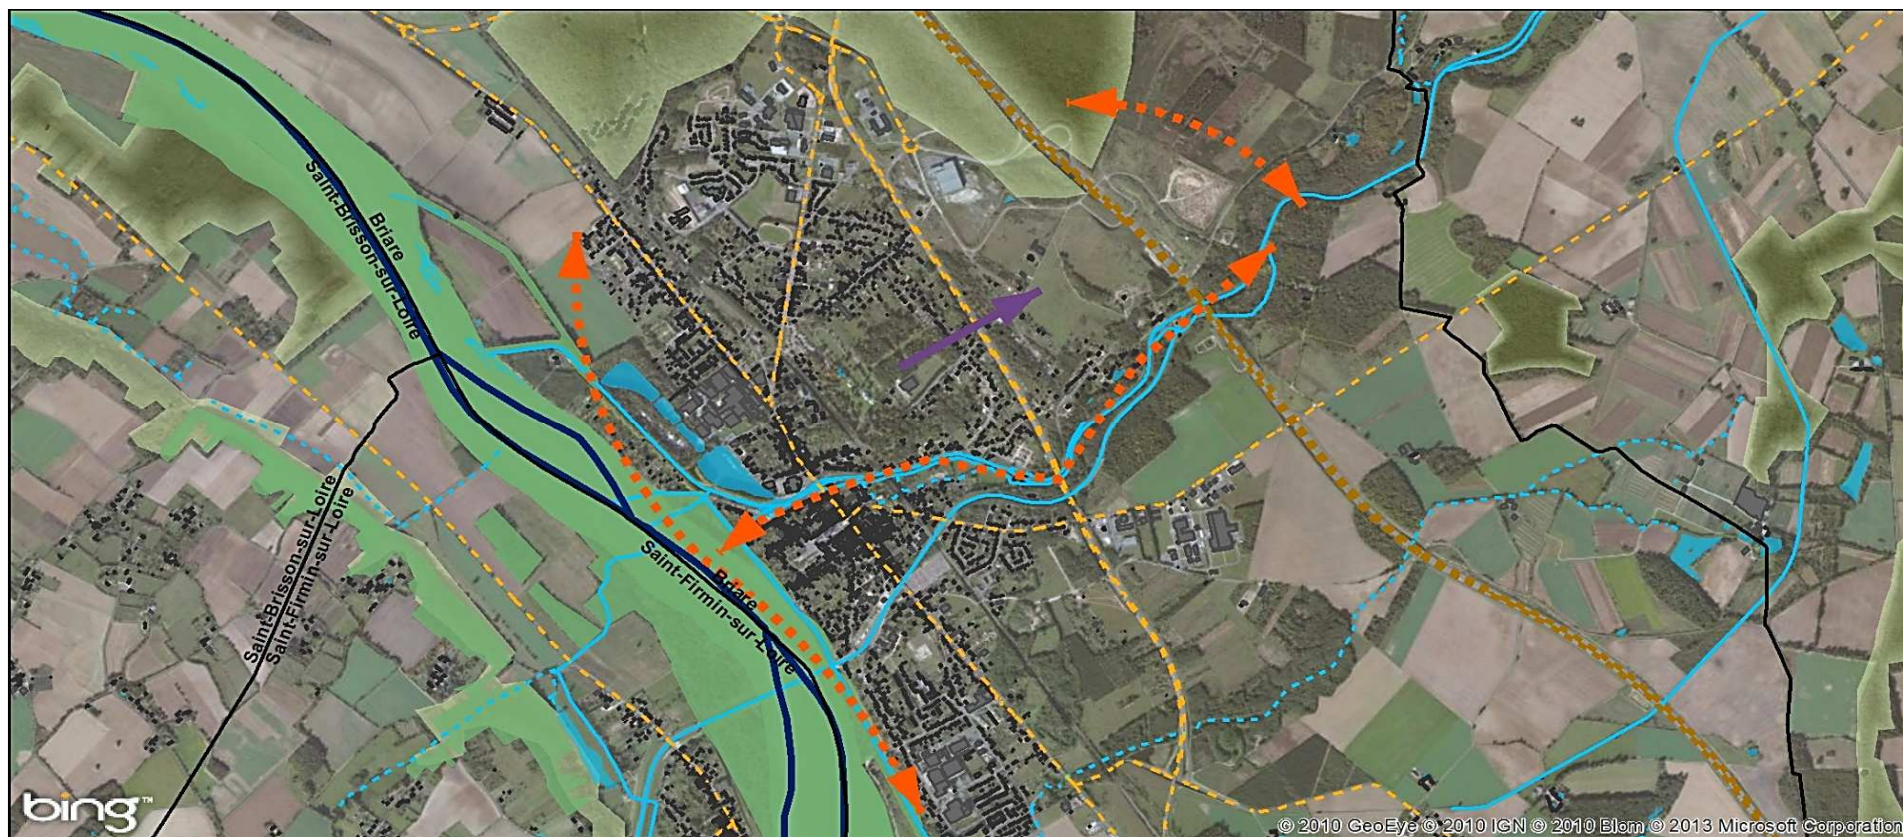 Briare
Saint-Brisson-sur-Loire
Saint-Brisson-sur-Loire
Saint-Firmin-sur-Loire
Briare
Saint-Firmin-sur-Loire
bing™
© 2010 GeoEye © 2010 IGN © 2010 Blom © 2013 Microsoft Corporation